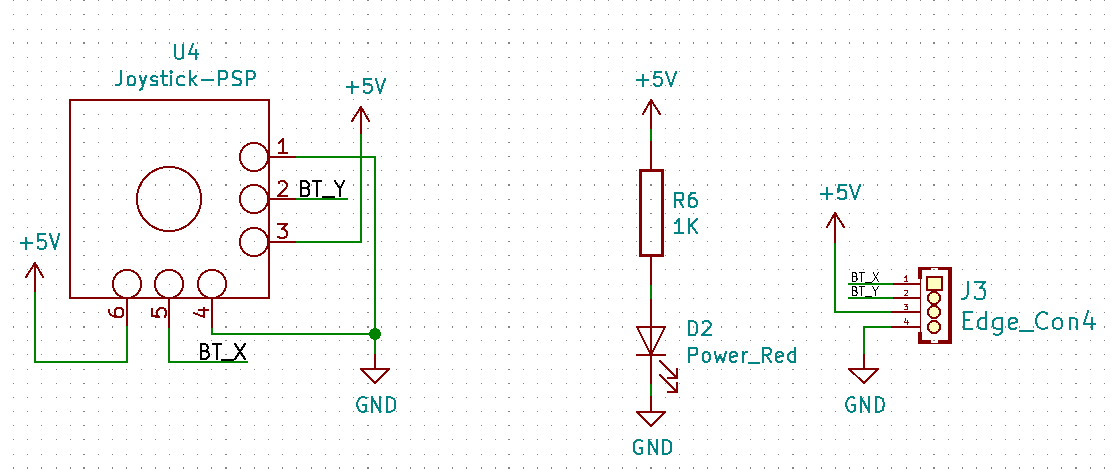 U4
Joystick-PSP
+5V
1
2
BT_Y
3
+5V
6
5
4
BT_X
GND
+5V
R6
1K
D2
Power_Red
GND
+5V
BT_X
1
BT_Y
2
3
4
J3
Edge_Con4
GND